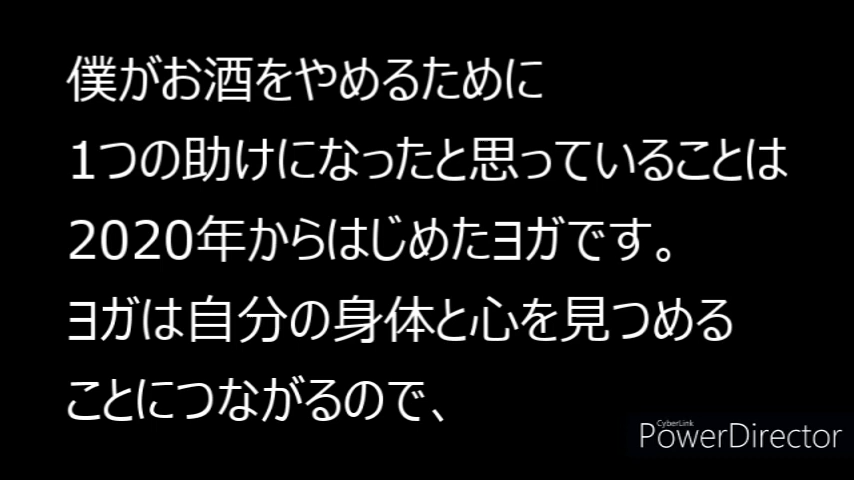 僕がお酒をやめるために
1つの助けになったと思っていることは
2020年からはじめたヨガです。
ヨガは自分の身体と心を見つめる
ことにつながるので、
CyberLink
PowerDirector